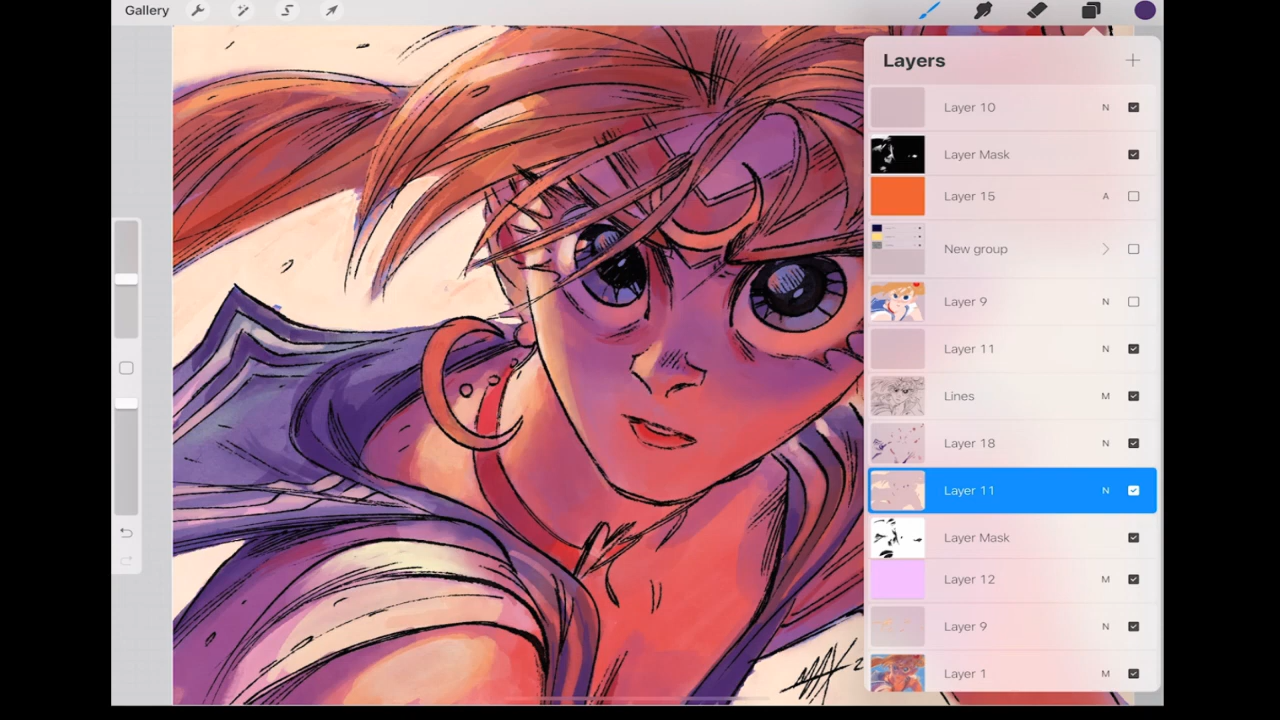 Gallery
Layers
Layer 10 N
Layer Mask
Layer 15 A
New group
Layer 9 N
Layer 11 N
Lines M
Layer 18 N
Layer 11 N
Layer Mask
Layer 12 M
Layer 9 N
Layer 1 M